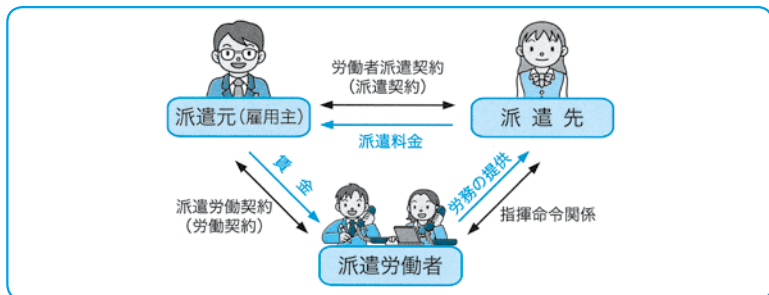 労働者派遣契約
(派遣契約)
派遣元(雇用主)
派遣先
派遣料金
賃金
労務の提供
派遣労働契約
(労働契約)
指揮命令関係
派遣労働者